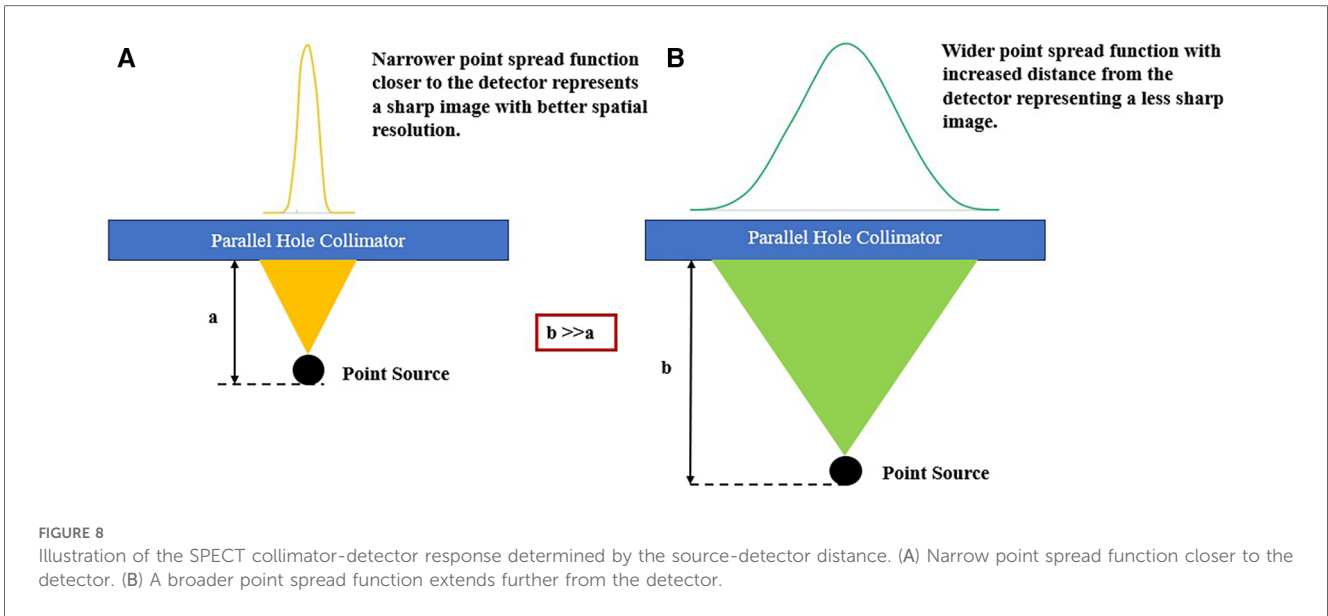 A
Narrower point spread function
closer to the detector represents
a sharp image with better spatial
resolution.
Parallel Hole Collimator
a
Point Source
b >>a
B
Wider point spread function with
increased distance from the
detector representing a less sharp
image.
Parallel Hole Collimator
b
Point Source
FIGURE 8
Illustration of the SPECT collimator-detector response determined by the source-detector distance. (A) Narrow point spread function closer to the
detector. (B) A broader point spread function extends further from the detector.